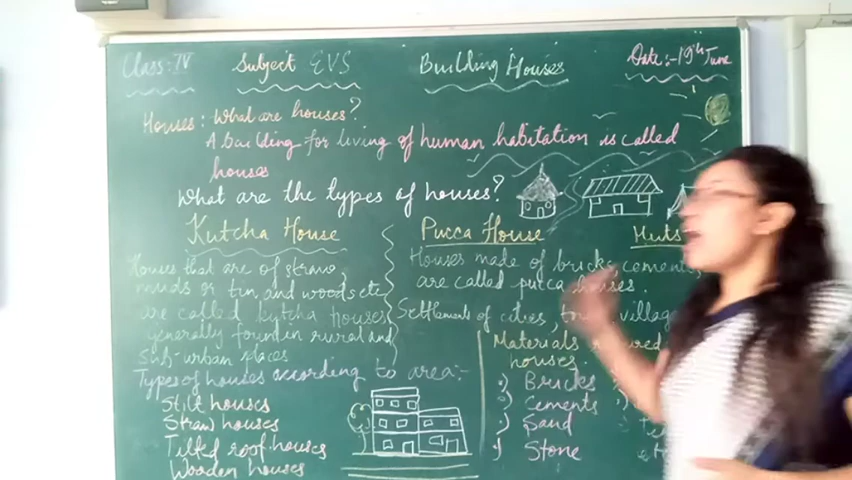 Class: IV Subject EVS Building Houses Date:-19th June
Houses: What are houses?
A building for living of human habitation is called
houses
What are the types of houses?
Kutcha House
Houses that are of straw,
muds or tin, and woods etc
are called kutcha houses
Generally found in rural and
Sub-urban places
Pucca House
Houses made of bricks, cements,
are called pucca houses.
Huts
Settlements of cities,
Types of houses according to area:-
Stilt houses
Straw houses
Tilted roof houses
Wooden houses
Materials
houses.
Bricks
Cements
Sand
Stone